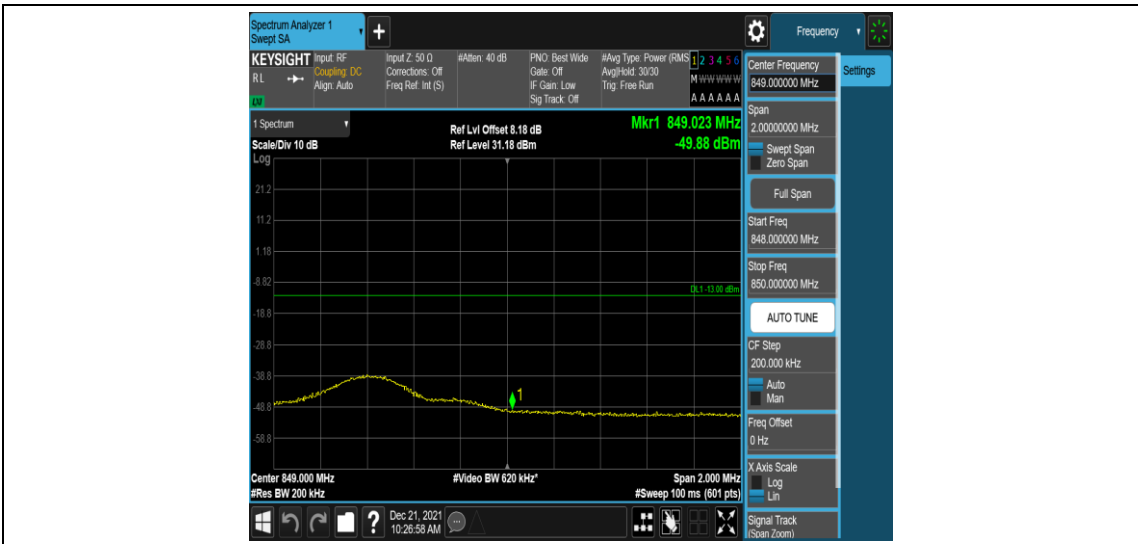 Spectrum Analyzer 1
Swept SA
+
Frequency
KEYSIGHT
RL
LXI
Input: RF
Coupling: DC
Align: Auto
Input Z: 50 Ω
Corrections: Off
Freq Ref: Int (S)
#Atten: 40 dB
PNO: Best Wide
Gate: Off
IF Gain: Low
Sig Track: Off
#Avg Type: Power (RMS
Avg|Hold: 30/30
Trig: Free Run
1 2 3 4 5 6
M W W W W W
A A A A A A
1 Spectrum
Scale/Div 10 dB
Log
Ref Lvl Offset 8.18 dB
Ref Level 31.18 dBm
Mkr1 849.023 MHz
-49.88 dBm
21.2
11.2
1.18
-8.82
DL1 -13.00 dBm
-18.8
-28.8
-38.8
1
-48.8
-58.8
Center 849.000 MHz
#Res BW 200 kHz
#Video BW 620 kHz*
Span 2.000 MHz
#Sweep 100 ms (601 pts)
?
Dec 21, 2021
10:26:58 AM
Center Frequency
849.000000 MHz
Settings
Span
2.00000000 MHz
Swept Span
Zero Span
Full Span
Start Freq
848.000000 MHz
Stop Freq
850.000000 MHz
AUTO TUNE
CF Step
200.000 kHz
Auto
Man
Freq Offset
0 Hz
X Axis Scale
Log
Lin
Signal Track
(Span Zoom)